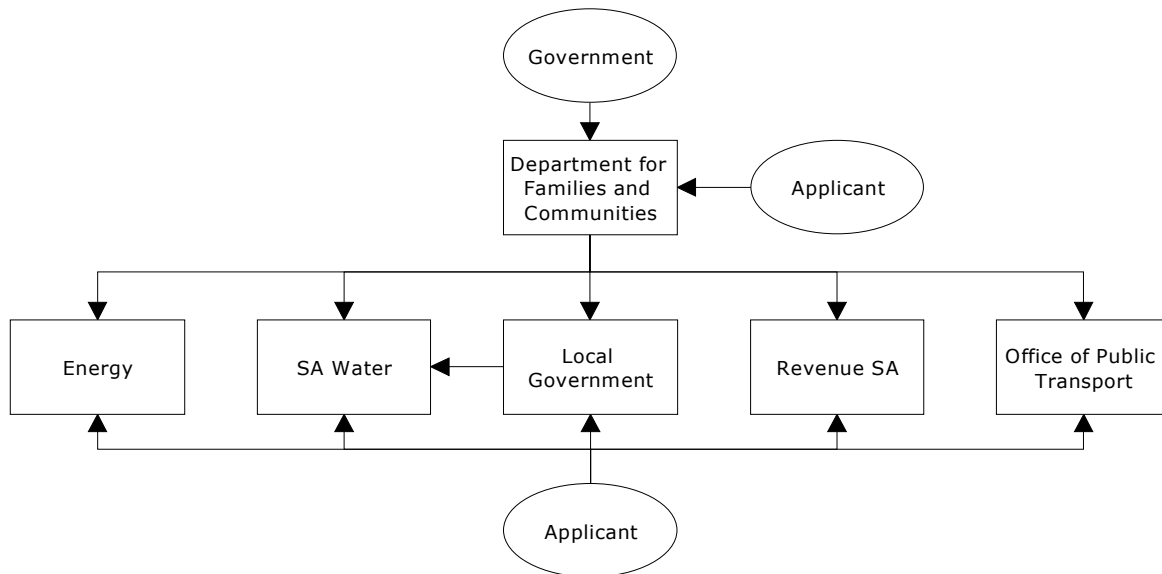 Government
Department for
Families and
Communities
Applicant
Energy
SA Water
Local
Government
Revenue SA
Office of Public
Transport
Applicant